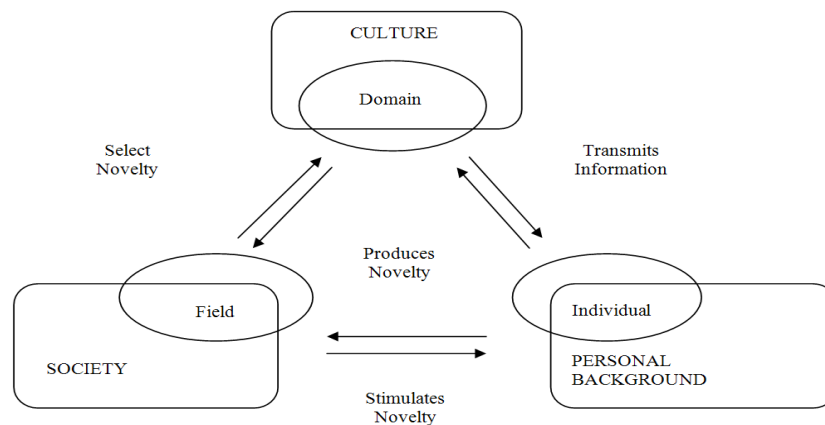 CULTURE
Domain
Select
Novelty
Transmits
Information
Produces
Novelty
Field
Individual
SOCIETY
PERSONAL
BACKGROUND
Stimulates
Novelty